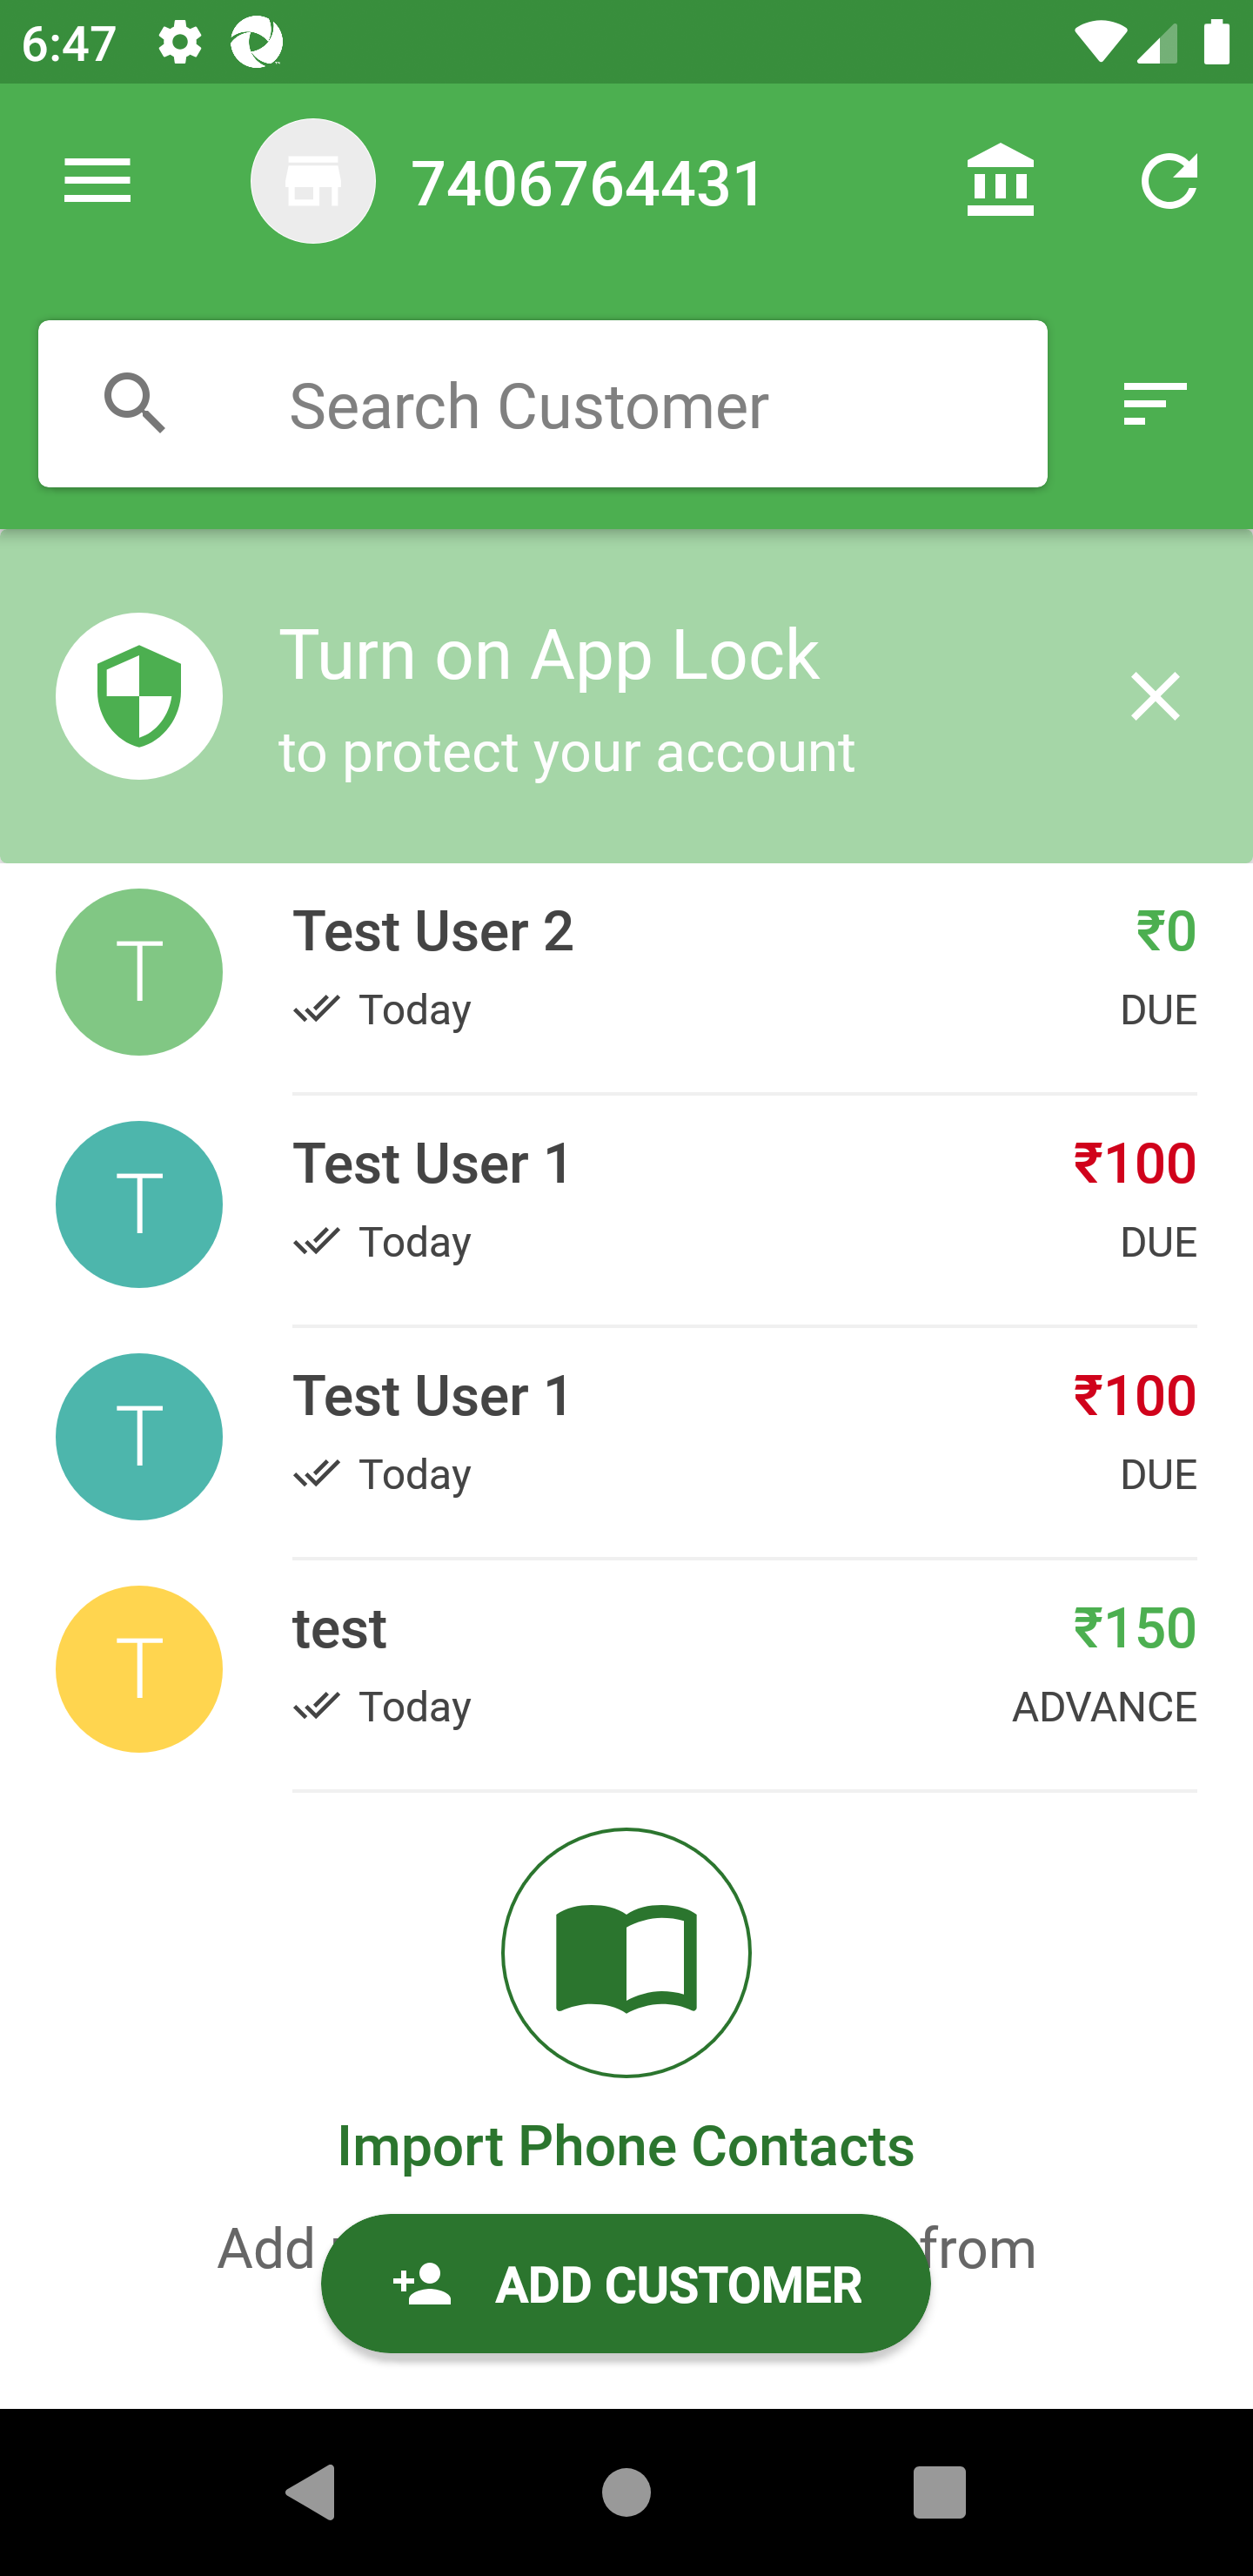 6:47
7406764431
Search Customer
Turn on App Lock
to protect your account
T Test User 2 ₹0
Today DUE
T Test User 1 ₹100
Today DUE
T Test User 1 ₹100
Today DUE
T test ₹150
Today ADVANCE
Import Phone Contacts
Add from
ADD CUSTOMER